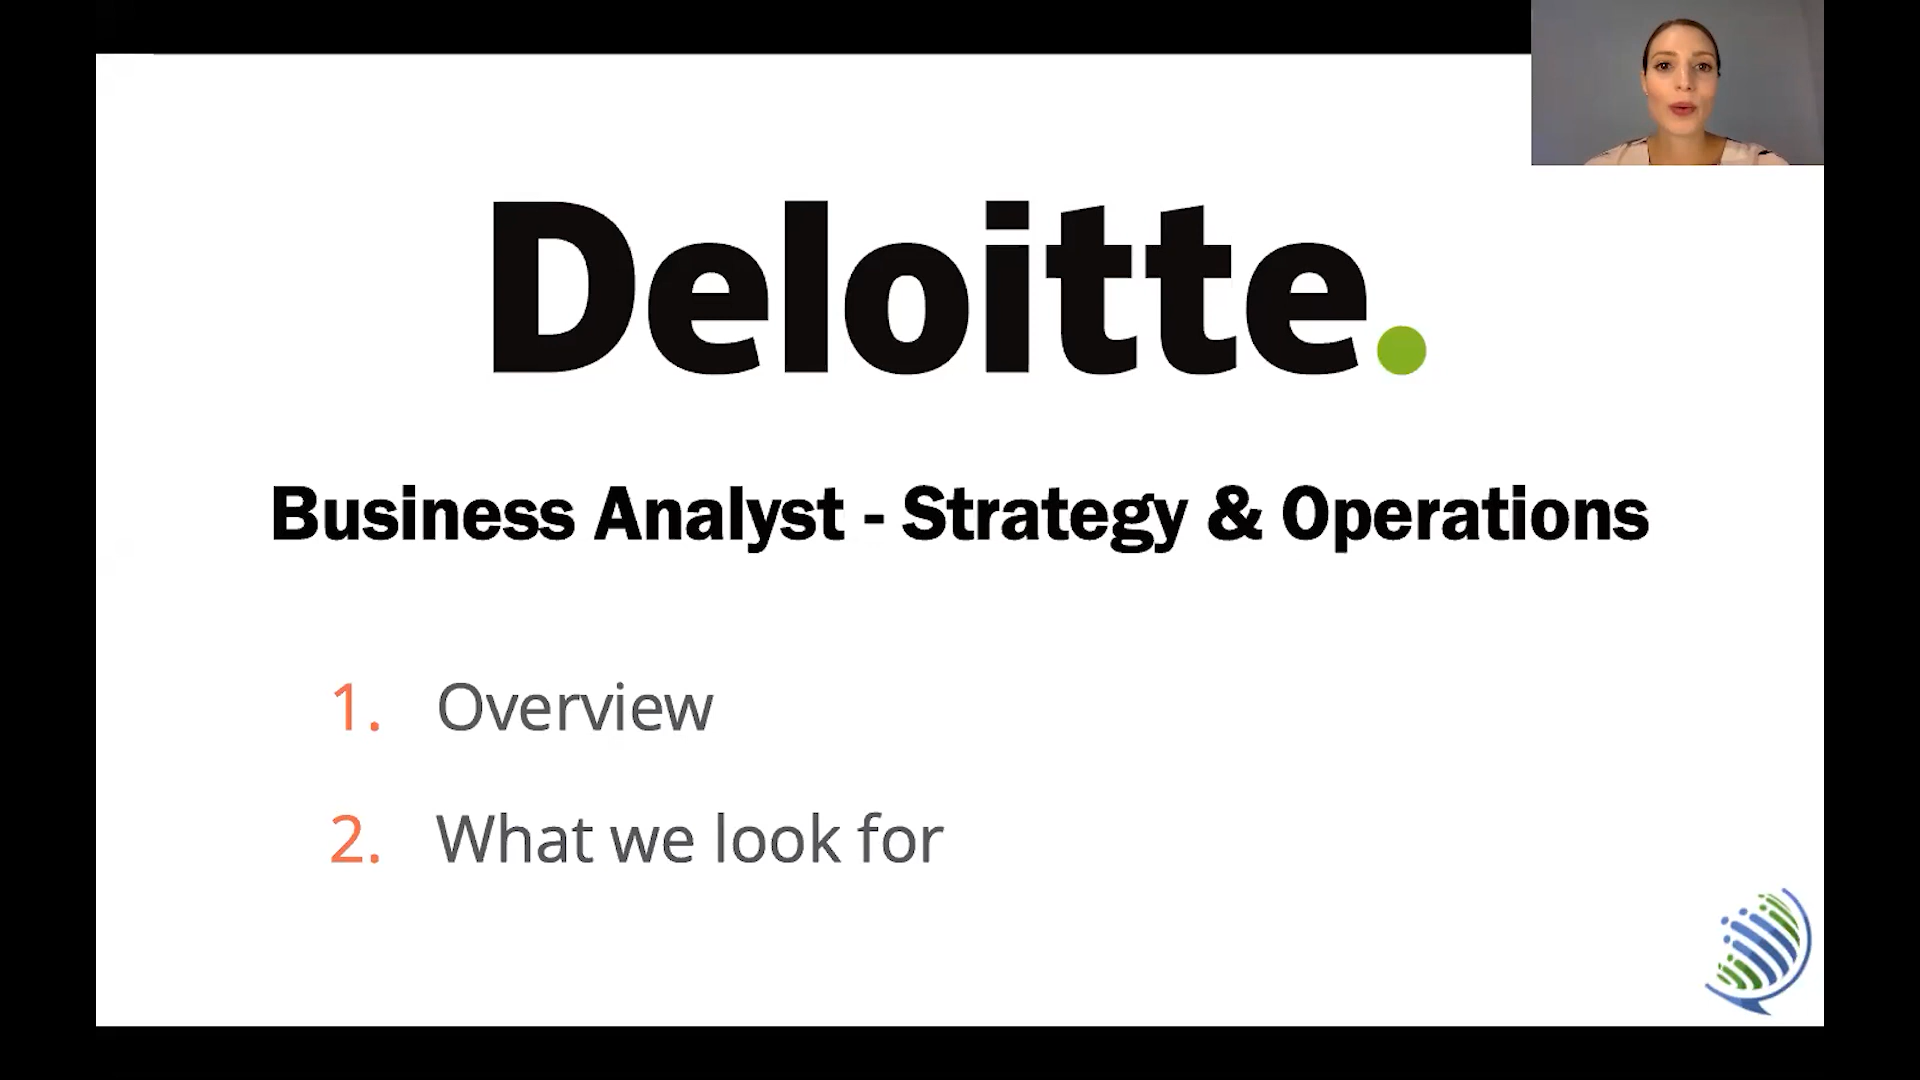 Deloitte.
Business Analyst - Strategy & Operations
1. Overview
2. What we look for